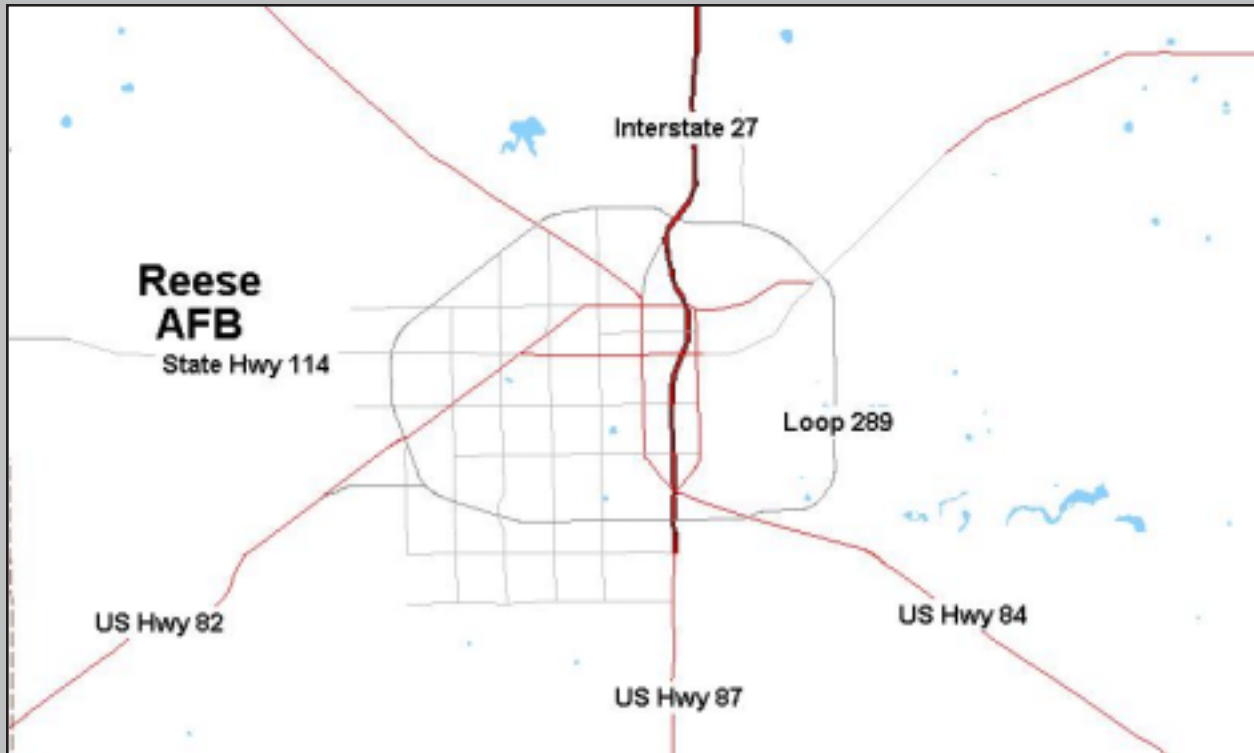 Interstate 27
Reese
AFB
State Hwy 114
Loop 289
US Hwy 82
US Hwy 84
US Hwy 87